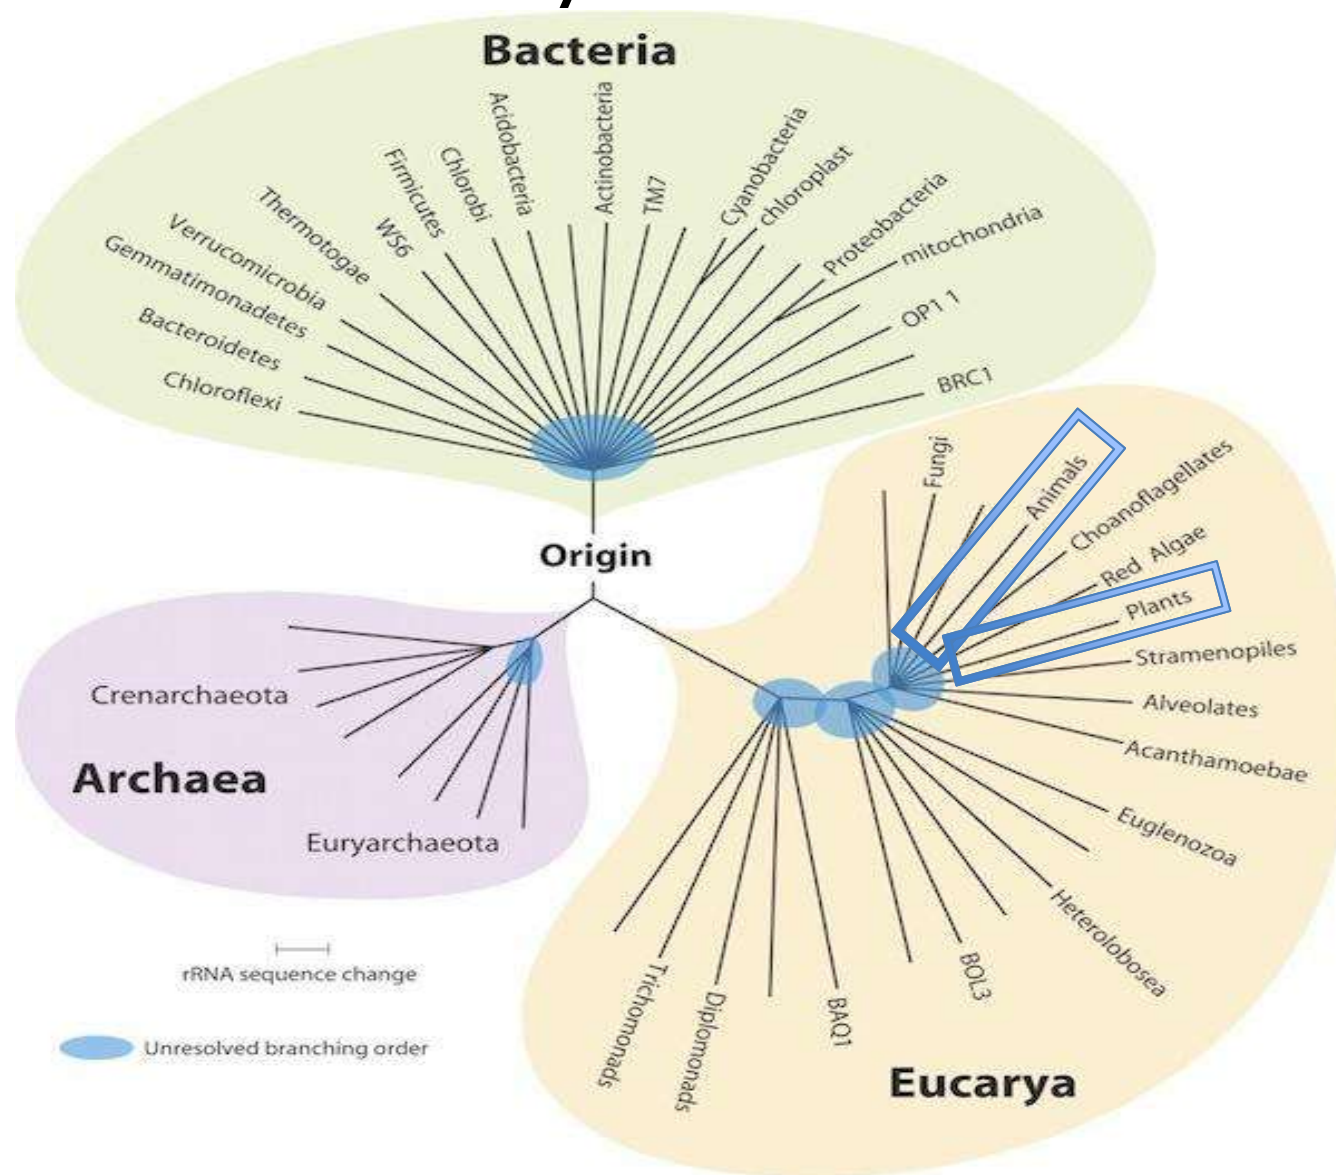 Bacteria
Chloroflexi
Bacteroidetes
Gemmatimonadetes
Verrucomicrobia
Thermotogae
WS6
Firmicutes
Chlorobi
Acidobacteria
Actinobacteria
TM7
Cyanobacteria
chloroplast
Proteobacteria
mitochondria
OP1 1
BRC1
Origin
Fungi
Animals
Choanoflagellates
Red Algae
Plants
Stramenopiles
Alveolates
Acanthamoebae
Euglenozoa
Heterolobosea
BOL3
BAQ1
Diplomonads
Trichomonads
Eucarya
Crenarchaeota
Archaea
Euryarchaeota
rRNA sequence change
Unresolved branching order